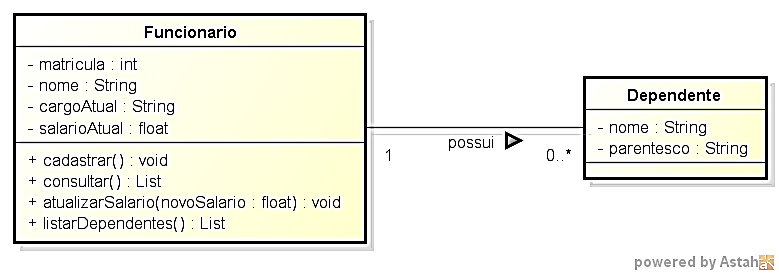 Funcionario
- matricula : int
- nome : String
- cargoAtual : String
- salarioAtual : float
+ cadastrar() : void
+ consultar() : List
+ atualizarSalario(novoSalario : float) : void
+ listarDependentes() : List
possui
1
0..*
Dependente
- nome : String
- parentesco : String
powered by Astah